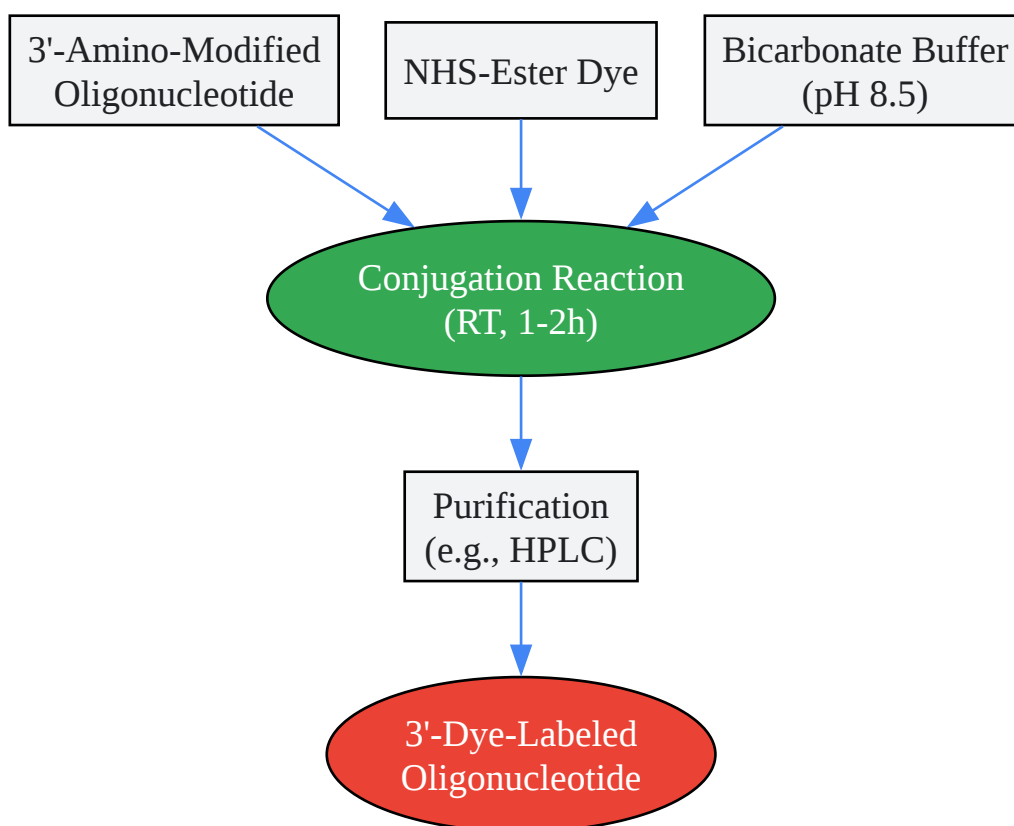 3'-Amino-Modified
Oligonucleotide
NHS-Ester Dye
Bicarbonate Buffer
(pH 8.5)
Conjugation Reaction
(RT, 1-2h)
Purification
(e.g., HPLC)
3'-Dye-Labeled
Oligonucleotide